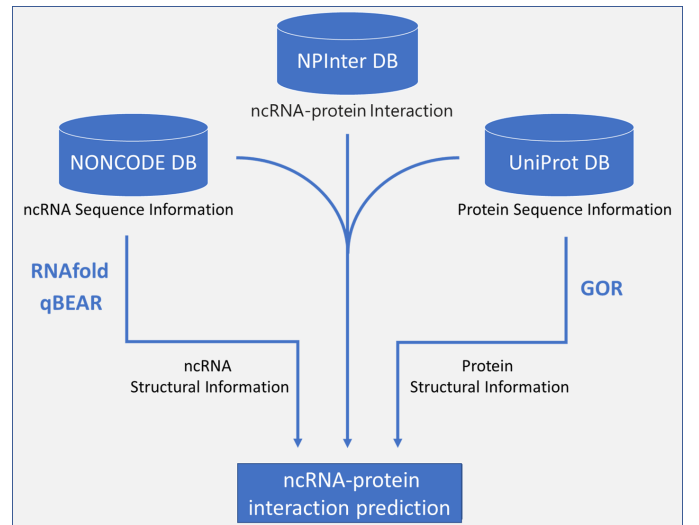 NPInter DB
ncRNA-protein Interaction
NONCODE DB
ncRNA Sequence Information
UniProt DB
Protein Sequence Information
RNAfold
qBEAR
GOR
ncRNA
Structural Information
Protein
Structural Information
ncRNA-protein
interaction prediction